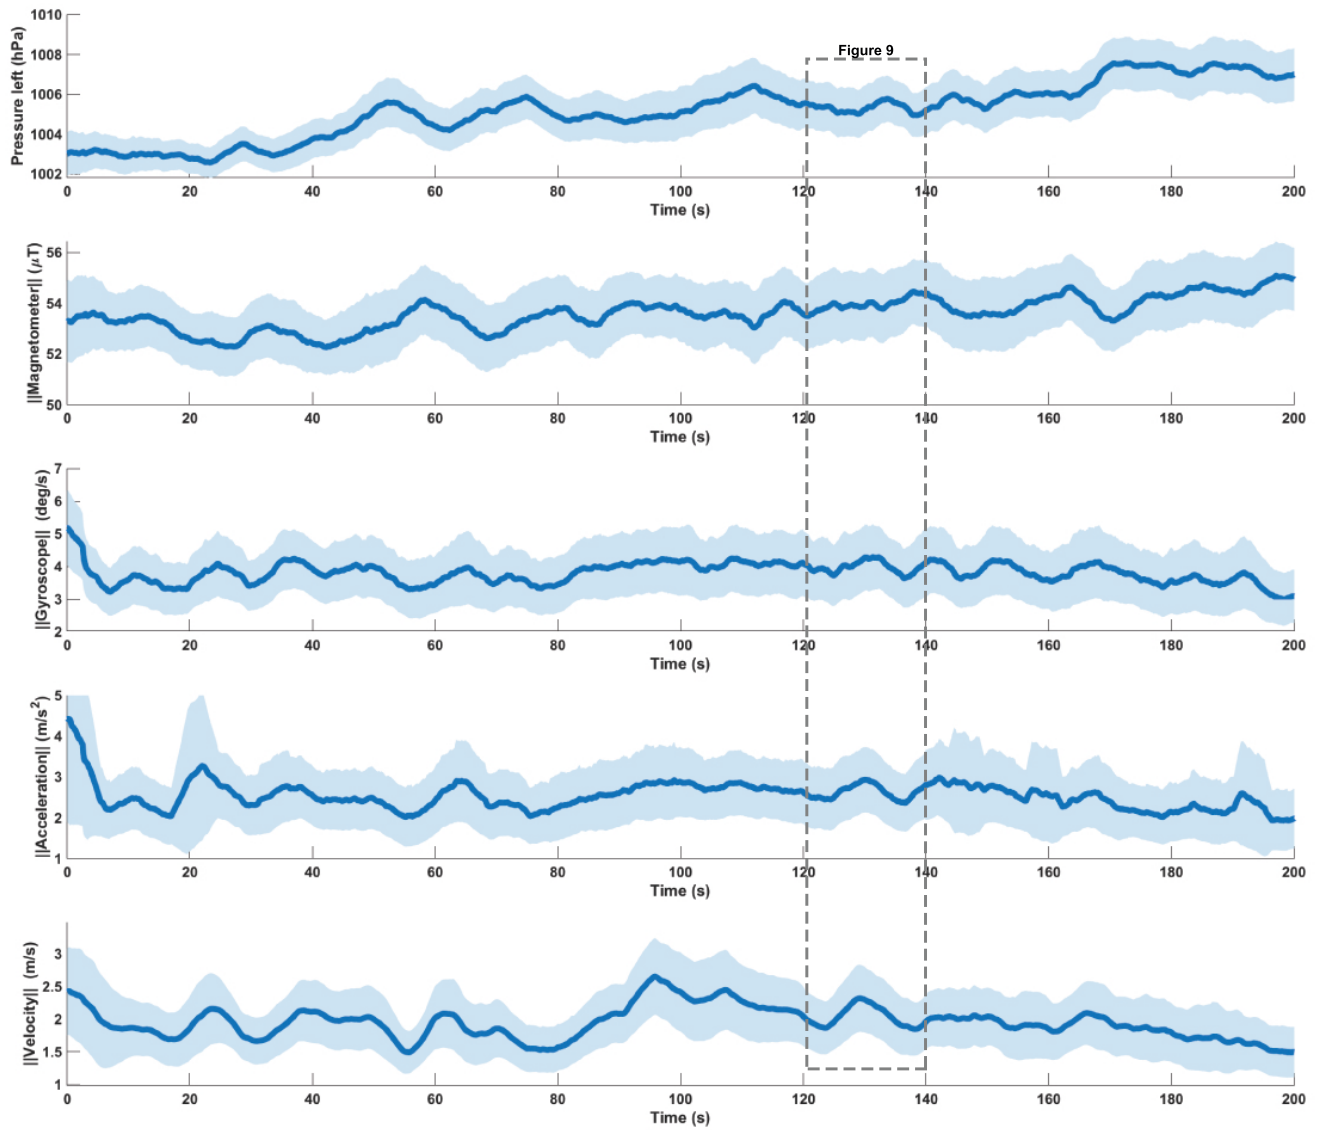 Figure 9
Pressure left (hPa)
1010
1008
1006
1004
1002
0 20 40 60 80 100 120 140 160 180 200
Time (s)
||Magnetometer|| (μT)
56
54
52
50
0 20 40 60 80 100 120 140 160 180 200
Time (s)
||Gyroscope|| (deg/s)
7
6
5
4
3
2
0 20 40 60 80 100 120 140 160 180 200
Time (s)
||Acceleration|| (m/s²)
5
4
3
2
1
0 20 40 60 80 100 120 140 160 180 200
Time (s)
||Velocity|| (m/s)
3
2.5
2
1.5
1
0 20 40 60 80 100 120 140 160 180 200
Time (s)